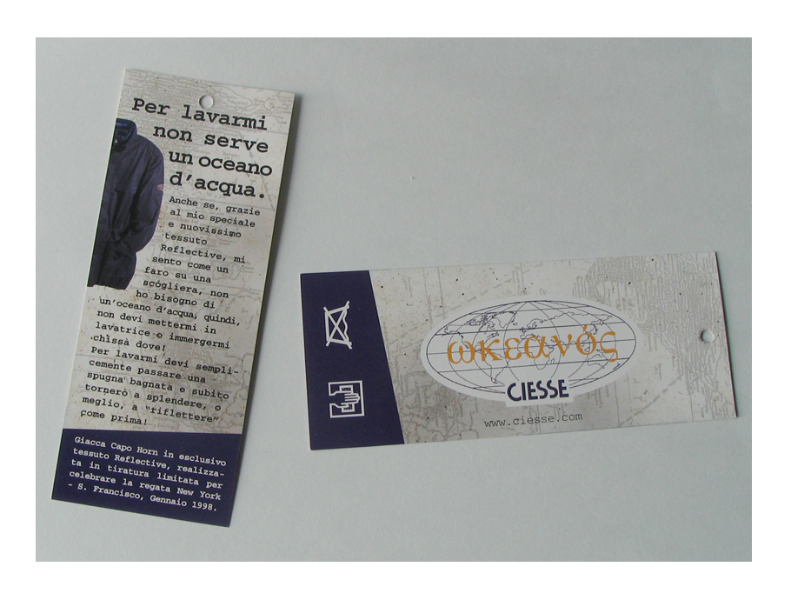 Per lavarmi
non serve
un oceano
d'acqua.
Anche se, grazie
al mio speciale
e nuovissimo
tessuto
Reflective, mi
sento come un
faro su una
scògliera, non
ho bisogno di
un'oceano d'acqua, quindi,
non devi mettermi in
lavatrice o immergermi
chissà dove!
Per lavarmi devi sempli-
cemente passare una
spugna bagnata e subito
tornerò a splendere, o
meglio, a "riflettere"
come prima!
Giacca Capo Horn in esclusivo
tessuto Reflective, realizza-
ta in tiratura limitata per
celebrare la regata New York
- S. Francisco, Gennaio 1998.
ωκεανός
CIESSE
www.ciesse.com